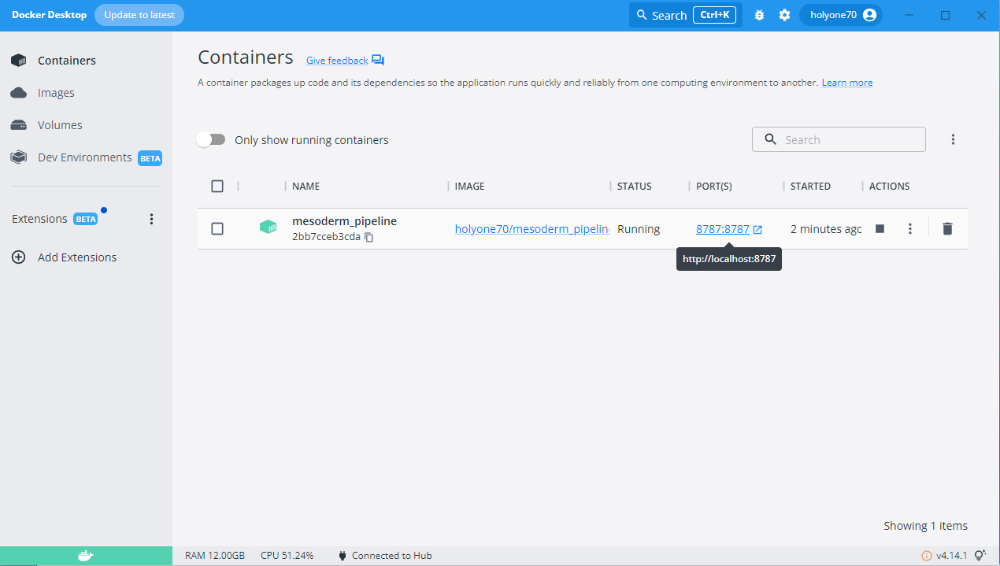 Docker Desktop Update to latest Search Ctrl+K holyone70
Containers
Images
Volumes
Dev Environments BETA
Extensions BETA
Add Extensions
Containers Give feedback
A container packages up code and its dependencies so the application runs quickly and reliably from one computing environment to another. Learn more
Only show running containers Search
NAME IMAGE STATUS PORT(S) STARTED ACTIONS
mesoderm_pipeline
2bb7cceb3cda
holyone70/mesoderm_pipelin Running 8787:8787 2 minutes ago
http://localhost:8787
Showing 1 items
RAM 12.00GB CPU 51.24% Connected to Hub v4.14.1